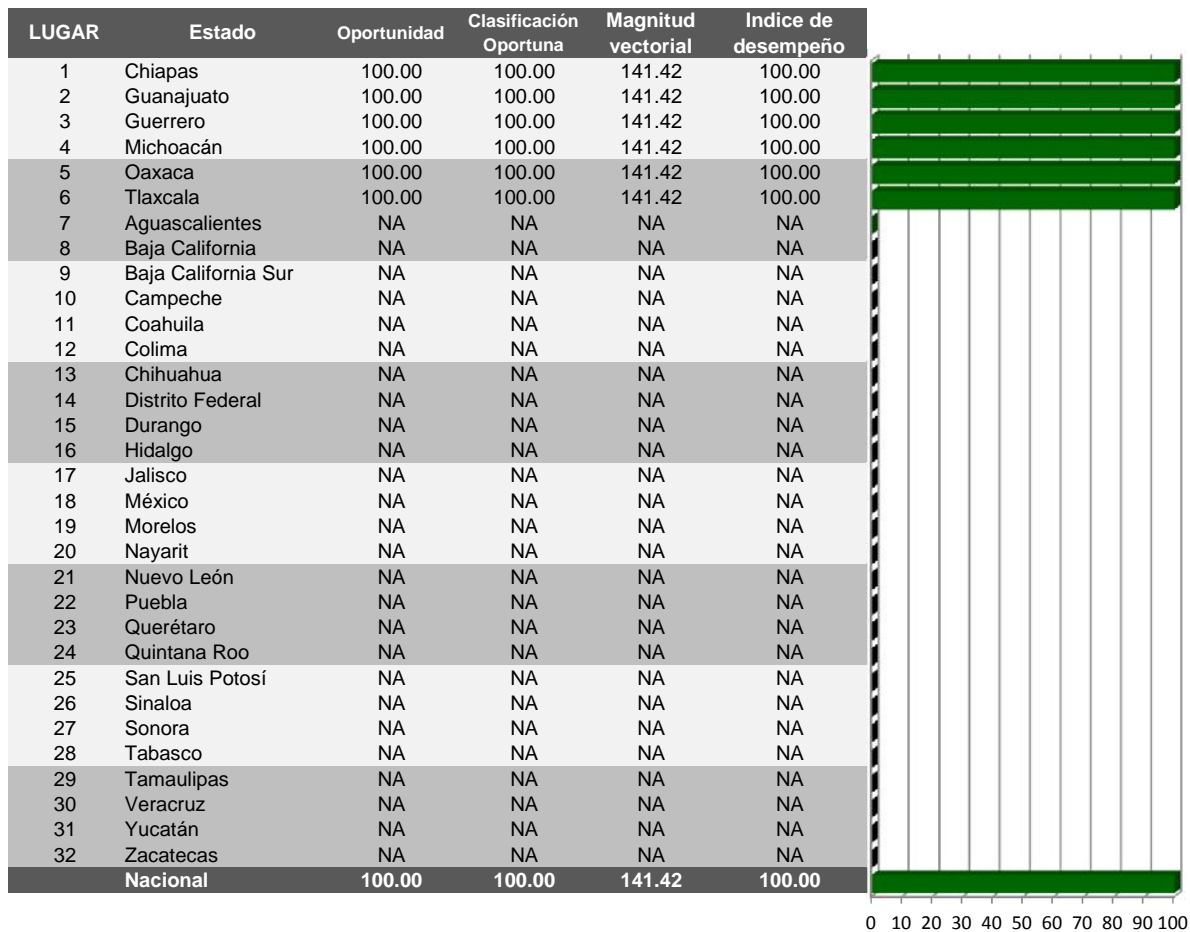 LUGAR Estado Oportunidad Clasificación Oportuna Magnitud vectorial Indice de desempeño
1 Chiapas 100.00 100.00 141.42 100.00
2 Guanajuato 100.00 100.00 141.42 100.00
3 Guerrero 100.00 100.00 141.42 100.00
4 Michoacán 100.00 100.00 141.42 100.00
5 Oaxaca 100.00 100.00 141.42 100.00
6 Tlaxcala 100.00 100.00 141.42 100.00
7 Aguascalientes NA NA NA NA
8 Baja California NA NA NA NA
9 Baja California Sur NA NA NA NA
10 Campeche NA NA NA NA
11 Coahuila NA NA NA NA
12 Colima NA NA NA NA
13 Chihuahua NA NA NA NA
14 Distrito Federal NA NA NA NA
15 Durango NA NA NA NA
16 Hidalgo NA NA NA NA
17 Jalisco NA NA NA NA
18 México NA NA NA NA
19 Morelos NA NA NA NA
20 Nayarit NA NA NA NA
21 Nuevo León NA NA NA NA
22 Puebla NA NA NA NA
23 Querétaro NA NA NA NA
24 Quintana Roo NA NA NA NA
25 San Luis Potosí NA NA NA NA
26 Sinaloa NA NA NA NA
27 Sonora NA NA NA NA
28 Tabasco NA NA NA NA
29 Tamaulipas NA NA NA NA
30 Veracruz NA NA NA NA
31 Yucatán NA NA NA NA
32 Zacatecas NA NA NA NA
Nacional 100.00 100.00 141.42 100.00
0 10 20 30 40 50 60 70 80 90 100